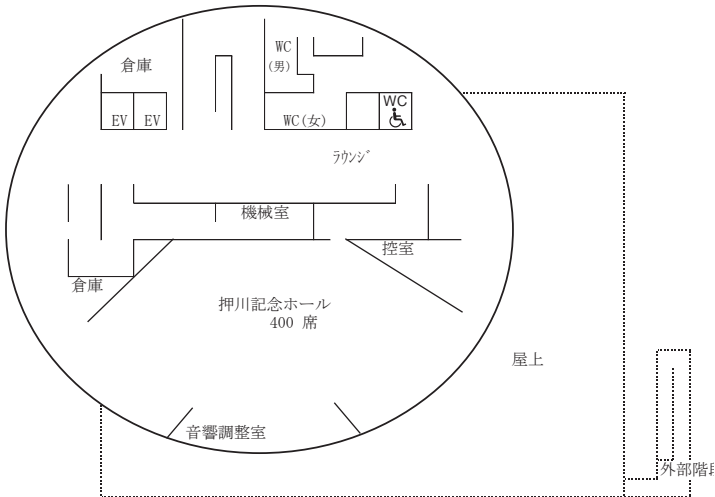 倉庫
WC
(男)
EV
EV
WC(女)
WC
ラウンジ
機械室
控室
倉庫
押川記念ホール
400 席
屋上
音響調整室
外部階段